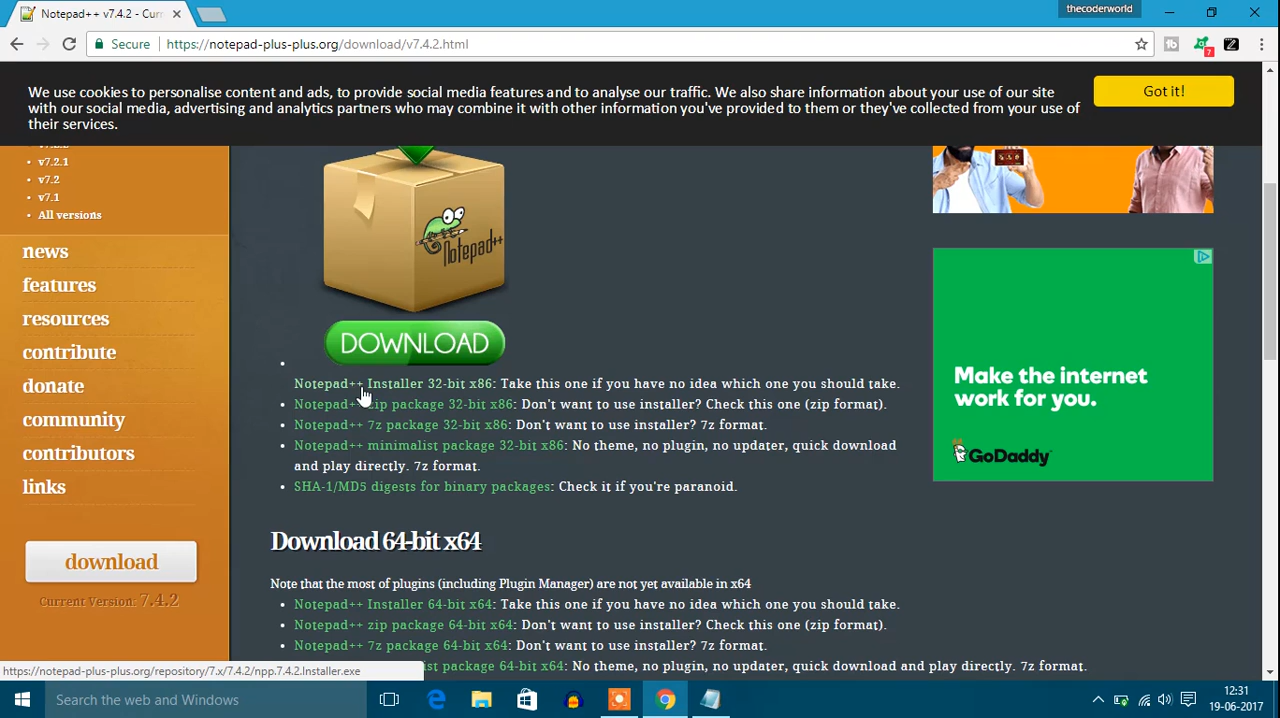 Notepad++ v7.4.2 - Curr
thecoderworld
Secure
https://notepad-plus-plus.org/download/v7.4.2.html
7
We use cookies to personalise content and ads, to provide social media features and to analyse our traffic. We also share information about your use of our site
with our social media, advertising and analytics partners who may combine it with other information you've provided to them or they've collected from your use of
their services.
Got it!
v7.2.1
v7.2
v7.1
All versions
news
features
resources
contribute
donate
community
contributors
links
download
Current Version: 7.4.2
Notepad++
DOWNLOAD
Notepad++ Installer 32-bit x86: Take this one if you have no idea which one you should take.
Notepad++ zip package 32-bit x86: Don't want to use installer? Check this one (zip format).
Notepad++ 7z package 32-bit x86: Don't want to use installer? 7z format.
Notepad++ minimalist package 32-bit x86: No theme, no plugin, no updater, quick download
and play directly. 7z format.
SHA-1/MD5 digests for binary packages: Check it if you're paranoid.
Download 64-bit x64
Note that the most of plugins (including Plugin Manager) are not yet available in x64
Notepad++ Installer 64-bit x64: Take this one if you have no idea which one you should take.
Notepad++ zip package 64-bit x64: Don't want to use installer? Check this one (zip format).
Notepad++ 7z package 64-bit x64: Don't want to use installer? 7z format.
package 64-bit x64: No theme, no plugin, no updater, quick download and play directly. 7z format.
Make the internet
work for you.
GoDaddy
https://notepad-plus-plus.org/repository/7.x/7.4.2/npp.7.4.2.Installer.exe
Search the web and Windows
12:31
19-06-2017